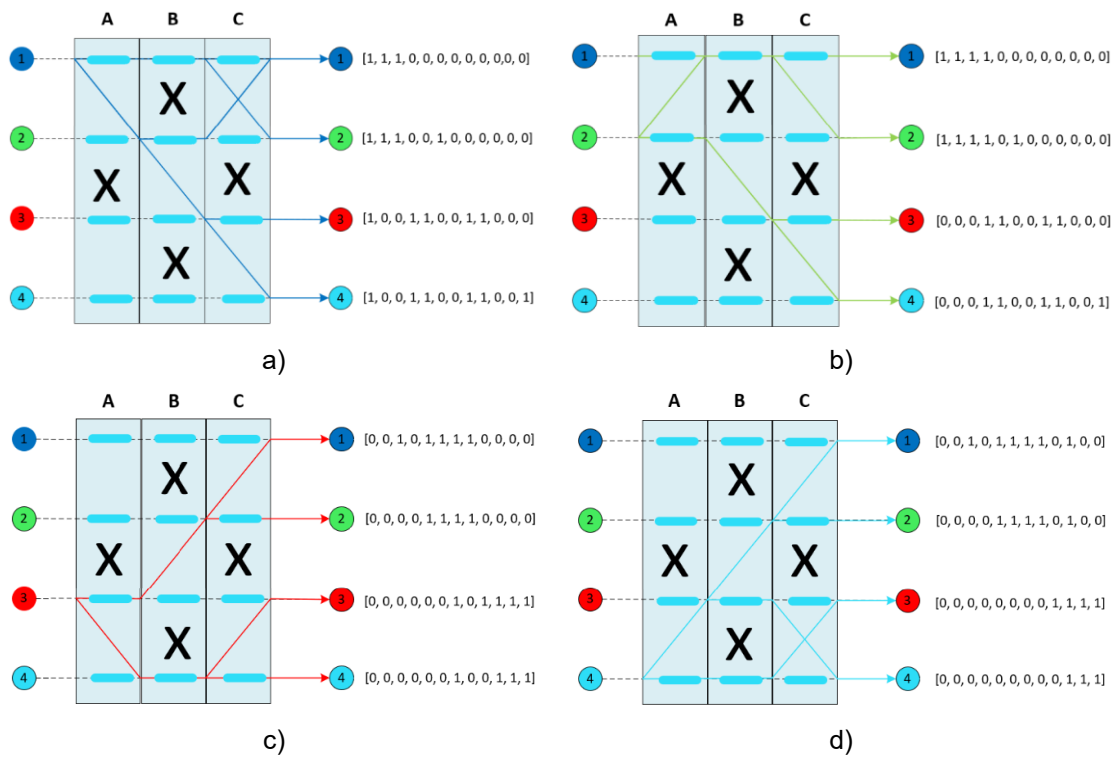 A B C
1 1 [1, 1, 1, 0, 0, 0, 0, 0, 0, 0,0, 0]
X
2 2 [1, 1, 1, 0, 0, 1, 0, 0, 0, 0, 0, 0]
X X
3 3 [1, 0, 0, 1, 1, 0, 0, 1, 1, 0, 0, 0]
X
4 4 [1, 0, 0, 1, 1, 0, 0, 1, 1, 0, 0, 1]
a)
A B C
1 1 [1, 1, 1, 1, 0, 0, 0, 0, 0, 0, 0, 0]
X
2 2 [1, 1, 1, 1, 0, 1, 0, 0, 0, 0, 0, 0]
X X
3 3 [0, 0, 0, 1, 1, 0, 0, 1, 1, 0, 0, 0]
X
4 4 [0, 0, 0, 1, 1, 0, 0, 1, 1, 0, 0, 1]
b)
A B C
1 1 [0, 0, 1, 0, 1, 1, 1, 1, 0, 0, 0, 0]
X
2 2 [0, 0, 0, 0, 1, 1, 1, 1, 0, 0, 0, 0]
X X
3 3 [0, 0, 0, 0, 0, 0, 1, 0, 1, 1, 1, 1]
X
4 4 [0, 0, 0, 0, 0, 0, 1, 0, 0, 1, 1, 1]
c)
A B C
1 1 [0, 0, 1, 0, 1, 1, 1, 1, 0, 1, 0, 0]
X
2 2 [0, 0, 0, 0, 1, 1, 1, 1, 0, 1, 0, 0]
X X
3 3 [0, 0, 0, 0, 0, 0, 0, 0, 1, 1, 1, 1]
X
4 4 [0, 0, 0, 0, 0, 0, 0, 0, 0, 1, 1, 1]
d)